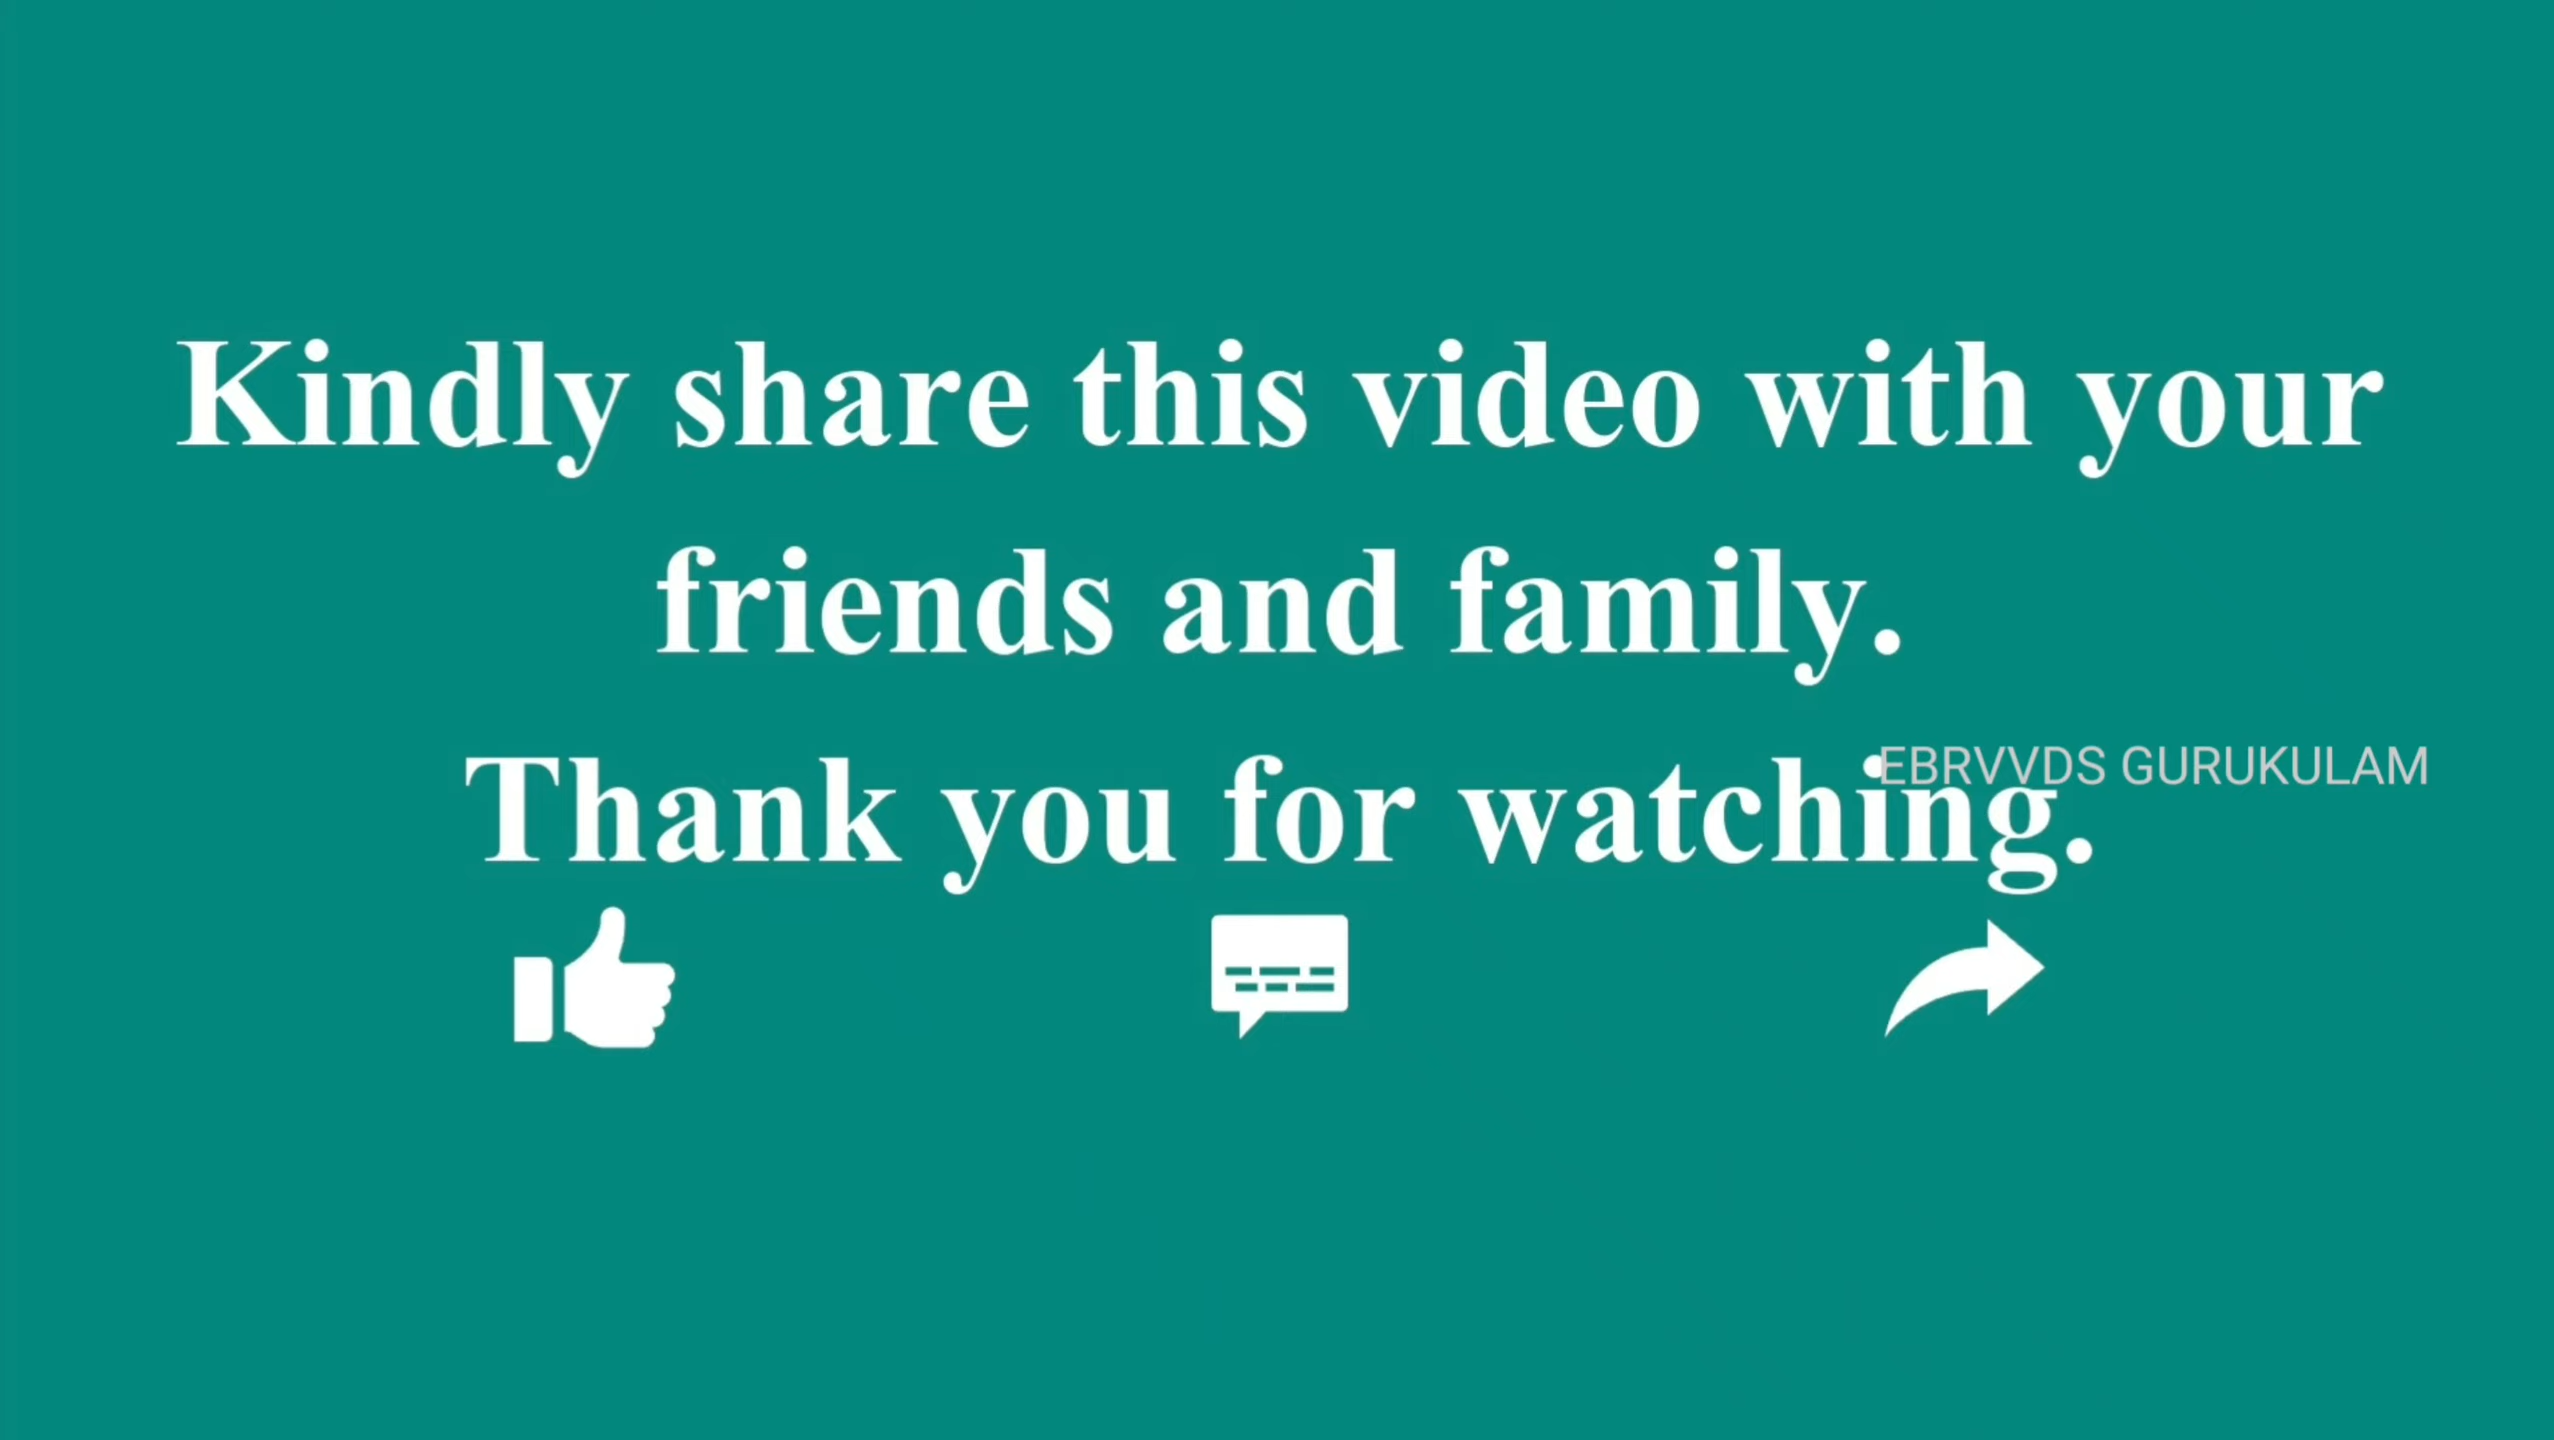 Kindly share this video with your
friends and family.
Thank you for watching.
EBRVVDS GURUKULAM